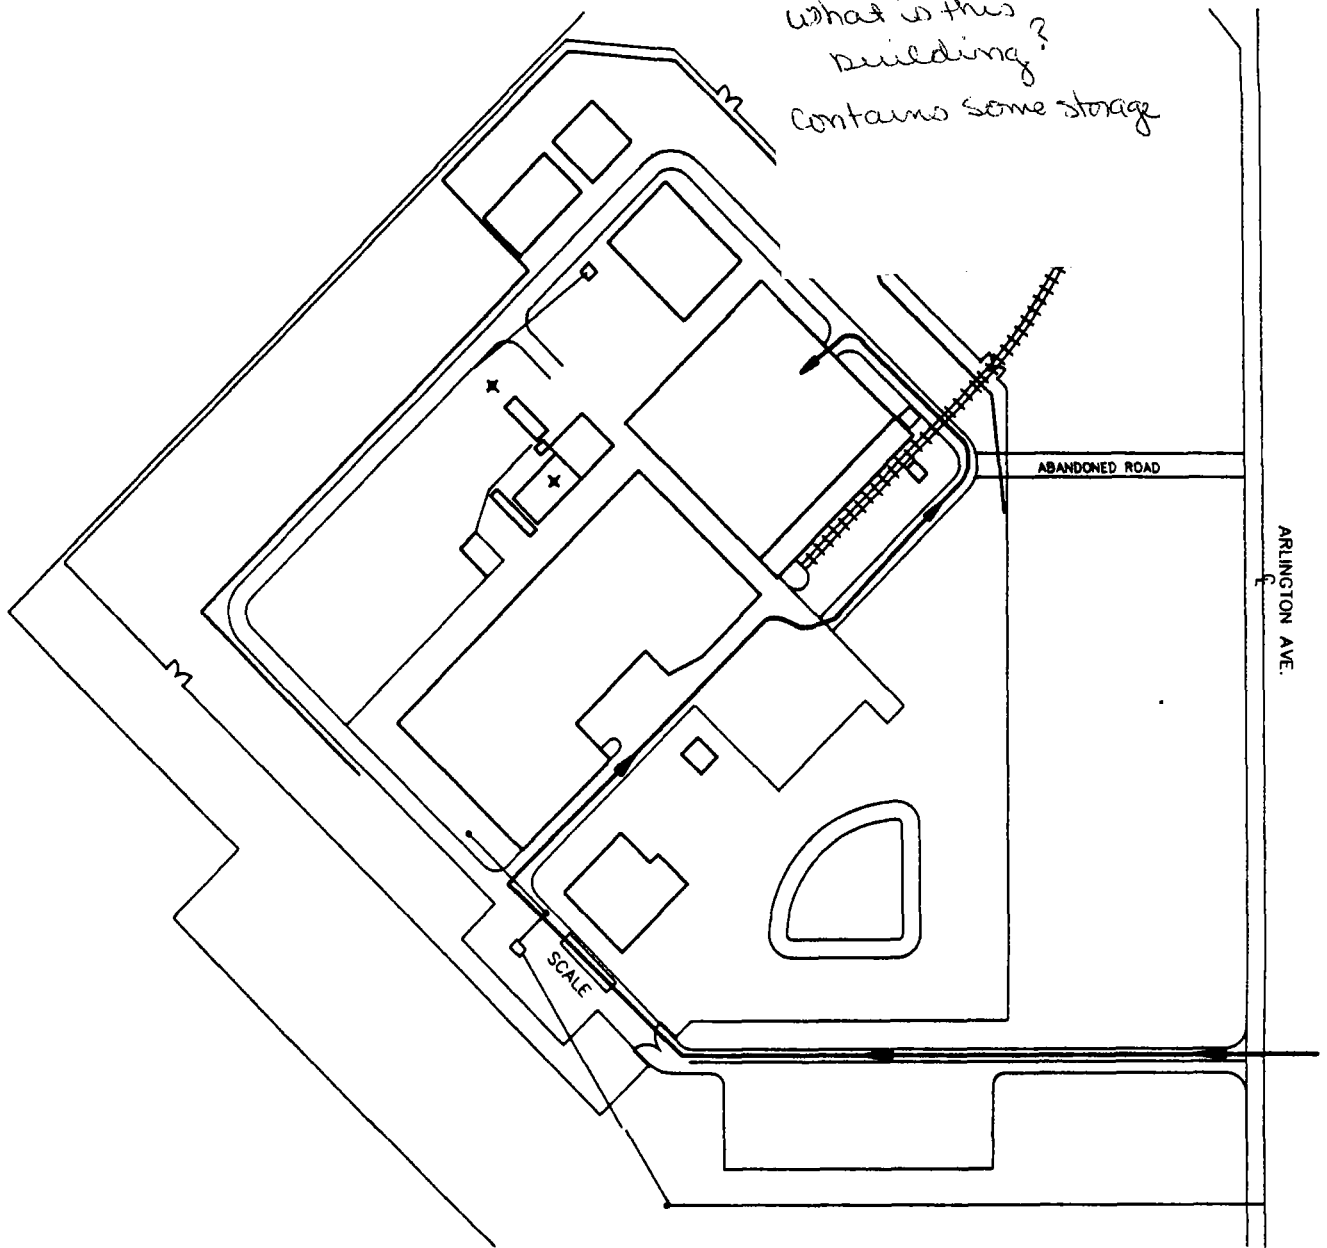 what is this
building?
contains some storage
ABANDONED ROAD
ARLINGTON AVE.
℄
SCALE